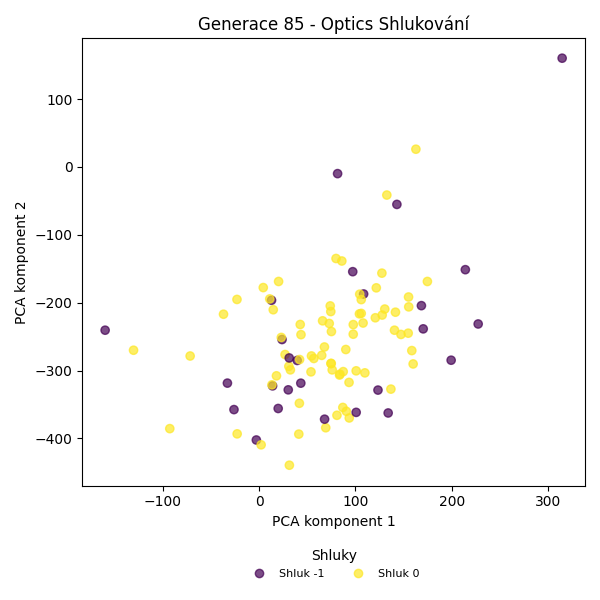 Generace 85 - Optics Shlukování
100
0
−100
−200
−300
−400
PCA komponent 2
−100
0
100
200
300
PCA komponent 1
Shluky
Shluk -1
Shluk 0